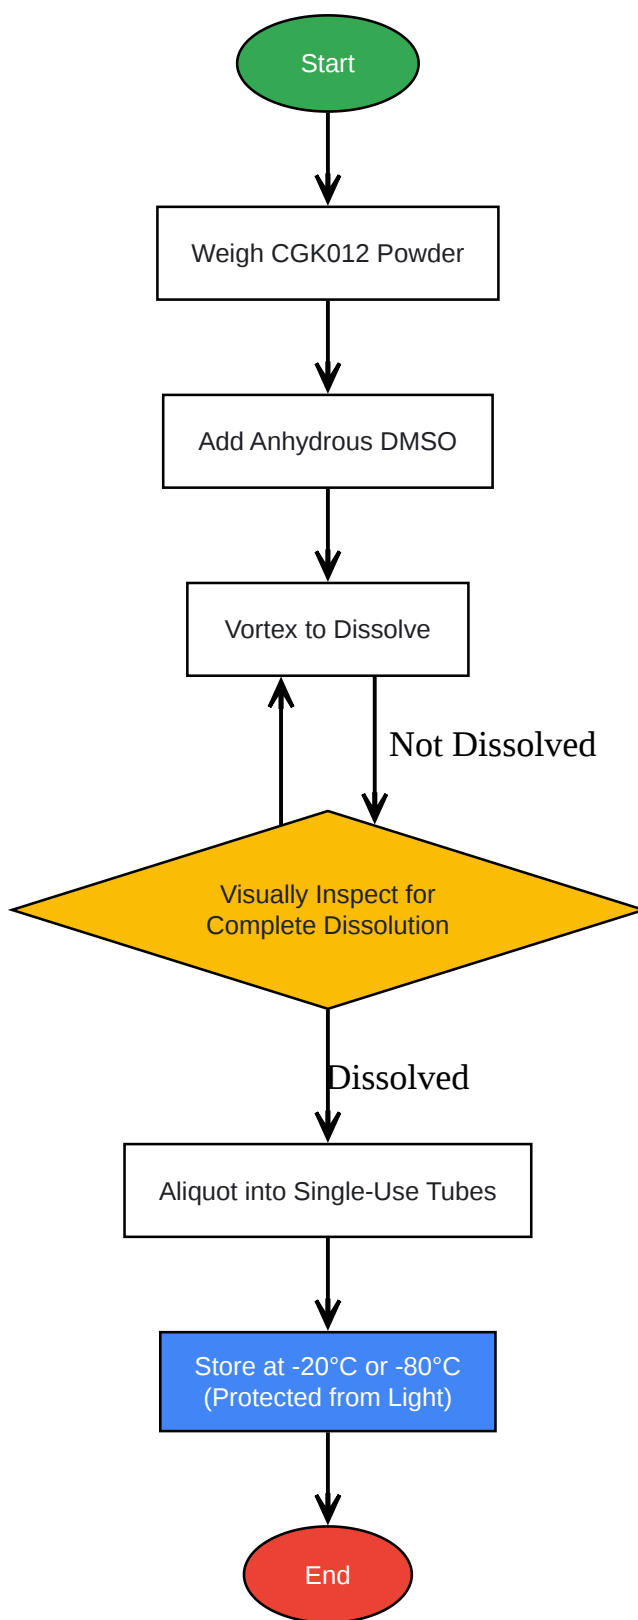 Start
Weigh CGK012 Powder
Add Anhydrous DMSO
Vortex to Dissolve
Not Dissolved
Visually Inspect for
Complete Dissolution
Dissolved
Aliquot into Single-Use Tubes
Store at -20°C or -80°C
(Protected from Light)
End